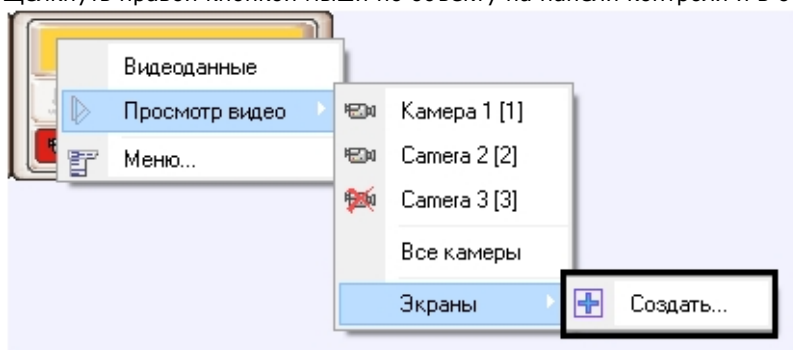 Щелкнуть правой кнопкой мыши по объекту на панели контроля и в
Видеоданные
Просмотр видео
Меню...
Камера 1 [1]
Camera 2 [2]
Camera 3 [3]
Все камеры
Экраны
Создать...